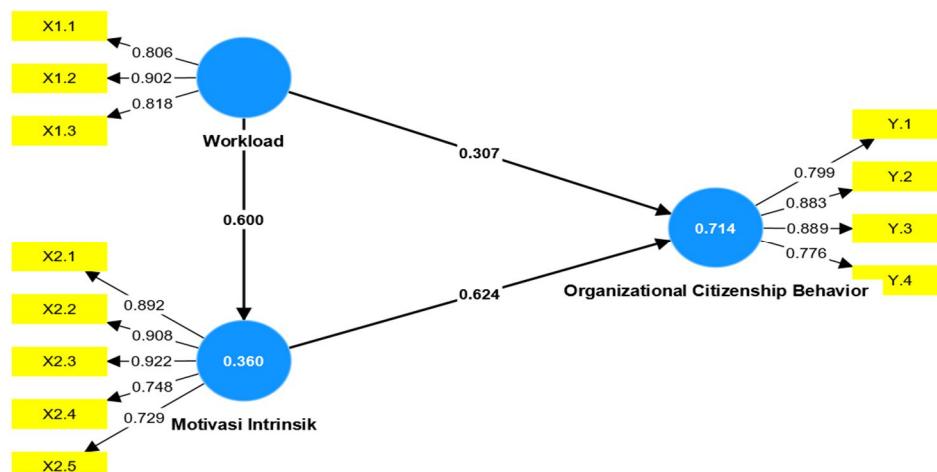 X1.1
0.806
X1.2
0.902
X1.3
0.818
Workload
0.307
0.600
Y.1
0.799
Y.2
0.883
Y.3
0.889
0.776
Y.4
0.714
Organizational Citizenship Behavior
0.624
X2.1
0.892
X2.2
0.908
X2.3
0.922
X2.4
0.748
X2.5
0.729
0.360
Motivasi Intrinsik